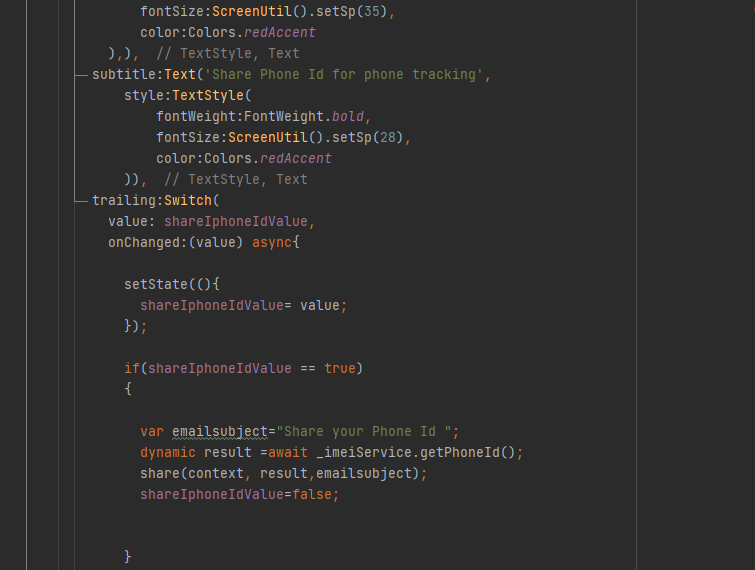 fontSize:ScreenUtil().setSp(35),
color:Colors.redAccent
),),  // TextStyle, Text
subtitle:Text('Share Phone Id for phone tracking',
style:TextStyle(
fontWeight:FontWeight.bold,
fontSize:ScreenUtil().setSp(28),
color:Colors.redAccent
)),  // TextStyle, Text
trailing:Switch(
value: shareIphoneIdValue,
onChanged:(value) async{
setState((){
shareIphoneIdValue= value;
});
if(shareIphoneIdValue == true)
{
var emailsubject="Share your Phone Id ";
dynamic result =await _imeiService.getPhoneId();
share(context, result,emailsubject);
shareIphoneIdValue=false;
}